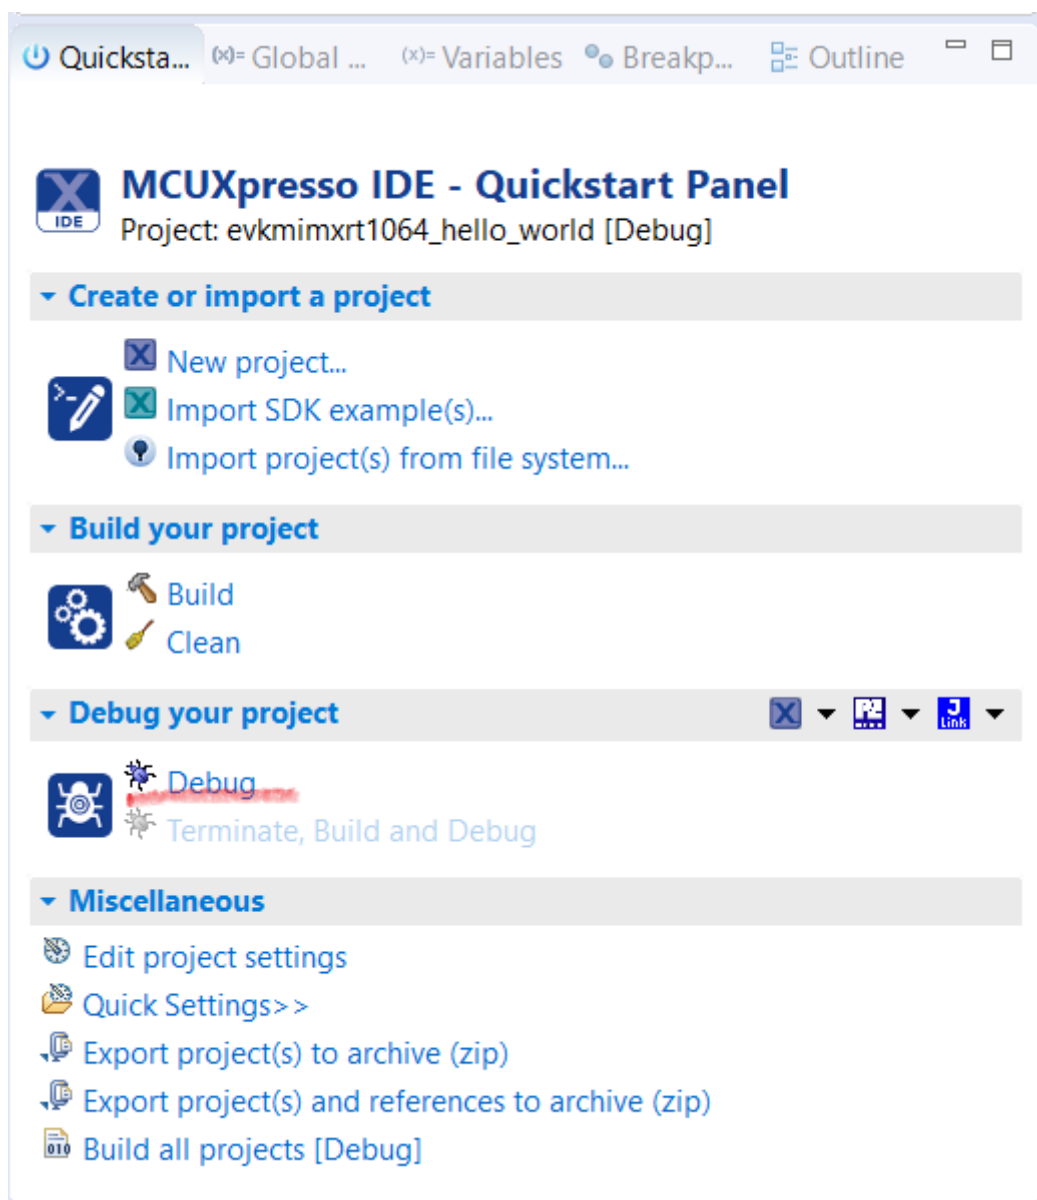 Quicksta... (x)= Global ... (x)= Variables Breakp... Outline
IDE
MCUXpresso IDE - Quickstart Panel
Project: evkmimxrt1064_hello_world [Debug]
Create or import a project
New project...
Import SDK example(s)...
Import project(s) from file system...
Build your project
Build
Clean
Debug your project
J
Link
Debug
Terminate, Build and Debug
Miscellaneous
Edit project settings
Quick Settings>>
Export project(s) to archive (zip)
Export project(s) and references to archive (zip)
010
Build all projects [Debug]